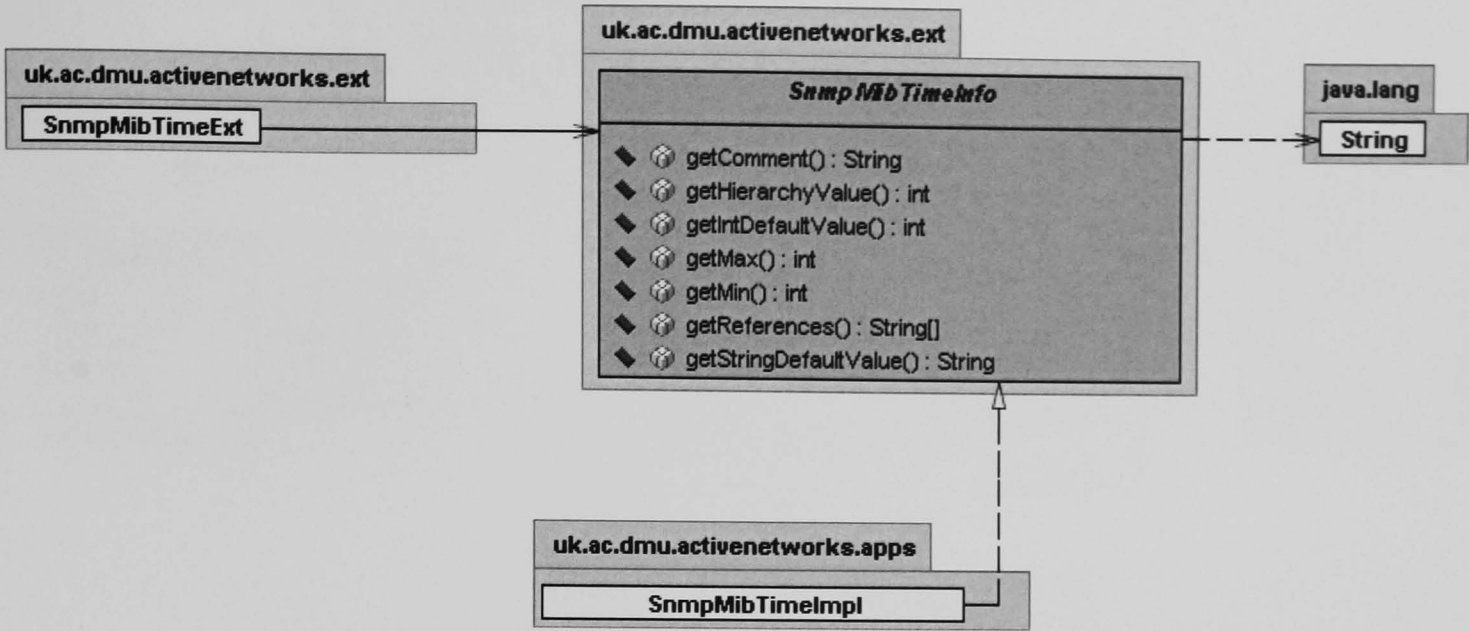 uk.ac.dmu.activenetworks.ext
SnmpMibTimeExt
uk.ac.dmu.activenetworks.ext
SnmpMibTimeInfo
getComment() : String
getHierarchyValue() : int
getIntDefaultValue() : int
getMax() : int
getMin() : int
getReferences() : String[]
getStringDefaultValue() : String
java.lang
String
uk.ac.dmu.activenetworks.apps
SnmpMibTimeImpl